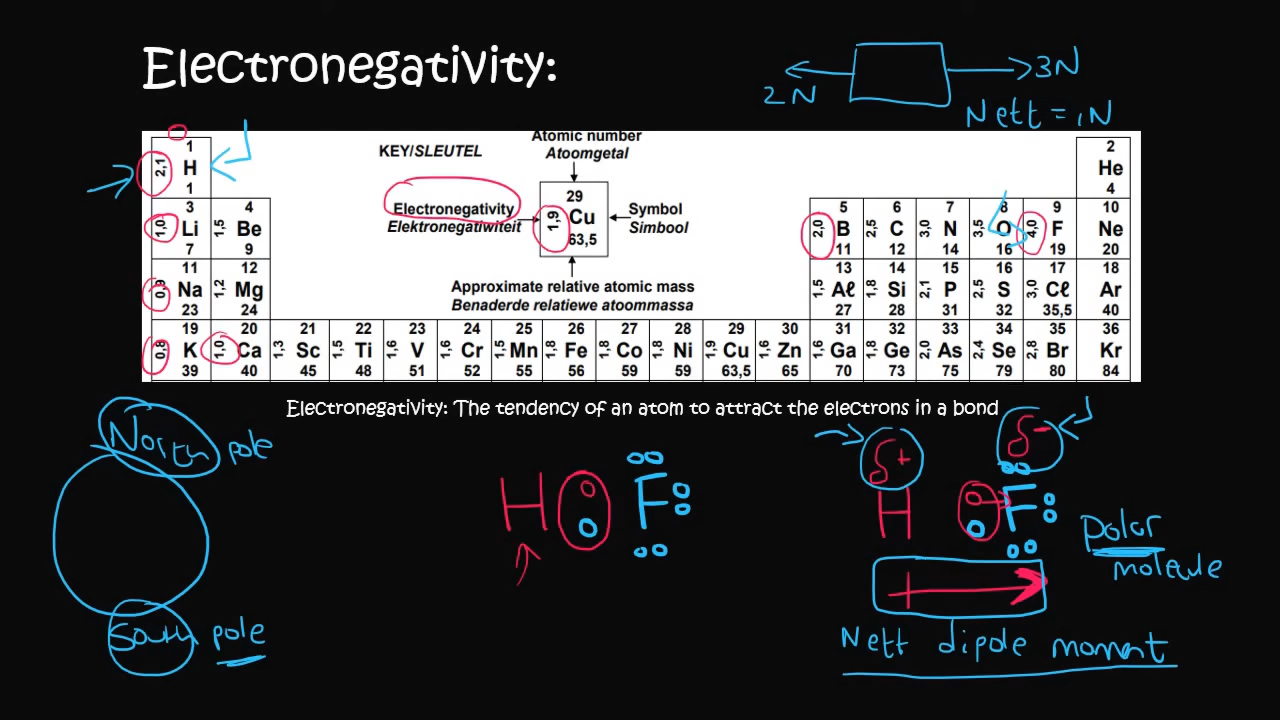 Electronegativity:
2N
3N
Nett = 1N
KEY/SLEUTEL
Atomic number
Atoomgetal
29
1,9
Cu
63,5
Electronegativity
Elektronegatiwiteit
Symbol
Simbool
Approximate relative atomic mass
Benaderde relatiewe atoommassa
1 2
2,1 H He
1 4
3 4 5 6 7 8 9 10
1,0 Li 1,5 Be 2,0 B 2,5 C 3,0 N 3,5 O 4,0 F Ne
7 9 11 12 14 16 19 20
11 12 13 14 15 16 17 18
0,9 Na 1,2 Mg 1,5 Aℓ 1,8 Si 2,1 P 2,5 S 3,0 Cℓ Ar
23 24 27 28 31 32 35,5 40
19 20 21 22 23 24 25 26 27 28 29 30 31 32 33 34 35 36
0,8 K 1,0 Ca 1,3 Sc 1,5 Ti 1,6 V 1,6 Cr 1,5 Mn 1,8 Fe 1,8 Co 1,8 Ni 1,9 Cu 1,6 Zn 1,6 Ga 1,8 Ge 2,0 As 2,4 Se 2,8 Br Kr
39 40 45 48 51 52 55 56 59 59 63,5 65 70 73 75 79 80 84
Electronegativity: The tendency of an atom to attract the electrons in a bond
North pole
South pole
H F
δ+ δ-
H F
polar
molecule
Nett dipole moment